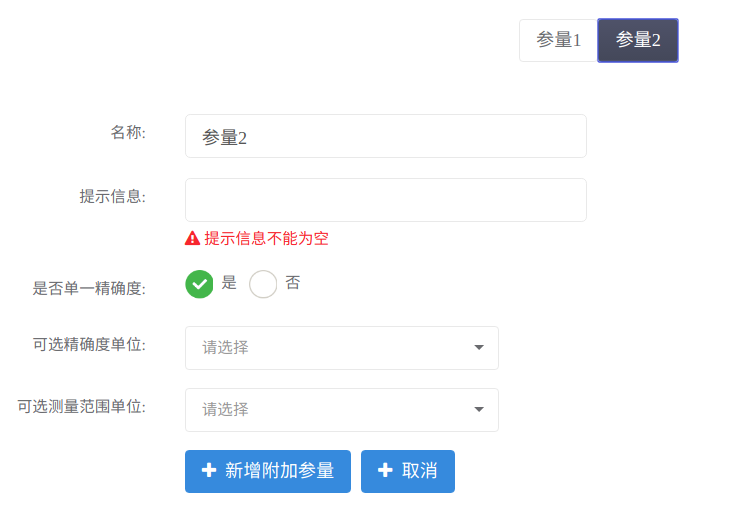 参量1 参量2
名称: 参量2
提示信息:
提示信息不能为空
是否单一精确度: 是 否
可选精确度单位: 请选择
可选测量范围单位: 请选择
新增附加参量 取消